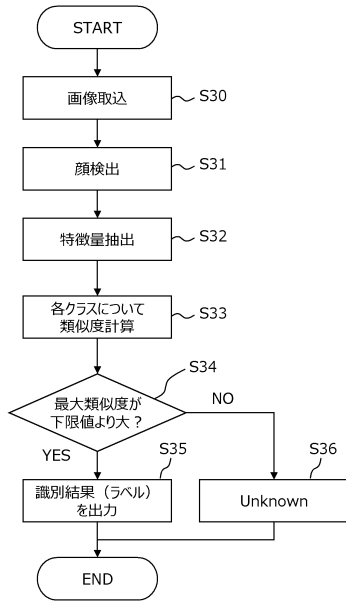 START
画像取込
S30
顔検出
S31
特徴量抽出
S32
各クラスについて
類似度計算
S33
S34
最大類似度が
下限値より大？
NO
YES
S35
識別結果（ラベル）
を出力
S36
Unknown
END